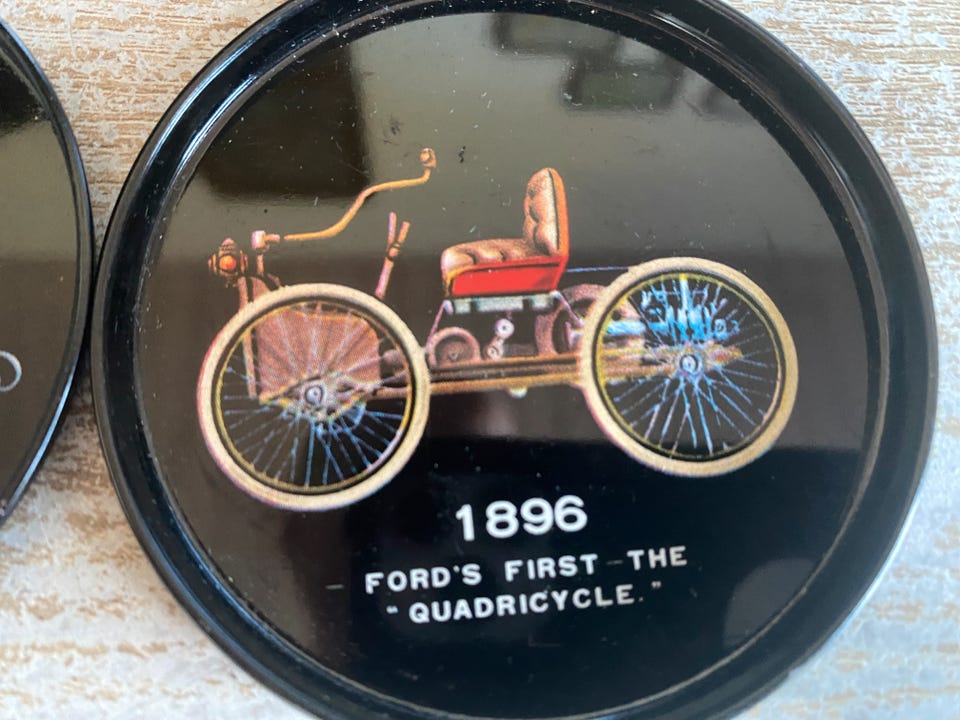 1896
FORD'S FIRST - THE
"QUADRICYCLE."